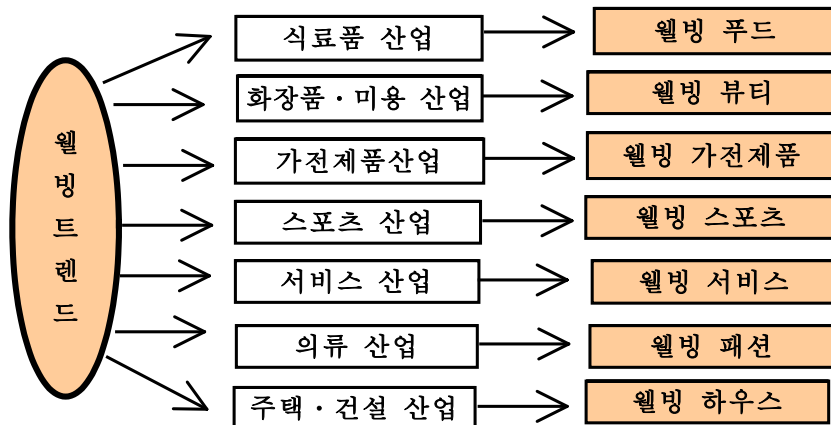 웰빙트렌드
식료품 산업
웰빙 푸드
화장품·미용 산업
웰빙 뷰티
가전제품산업
웰빙 가전제품
스포츠 산업
웰빙 스포츠
서비스 산업
웰빙 서비스
의류 산업
웰빙 패션
주택·건설 산업
웰빙 하우스